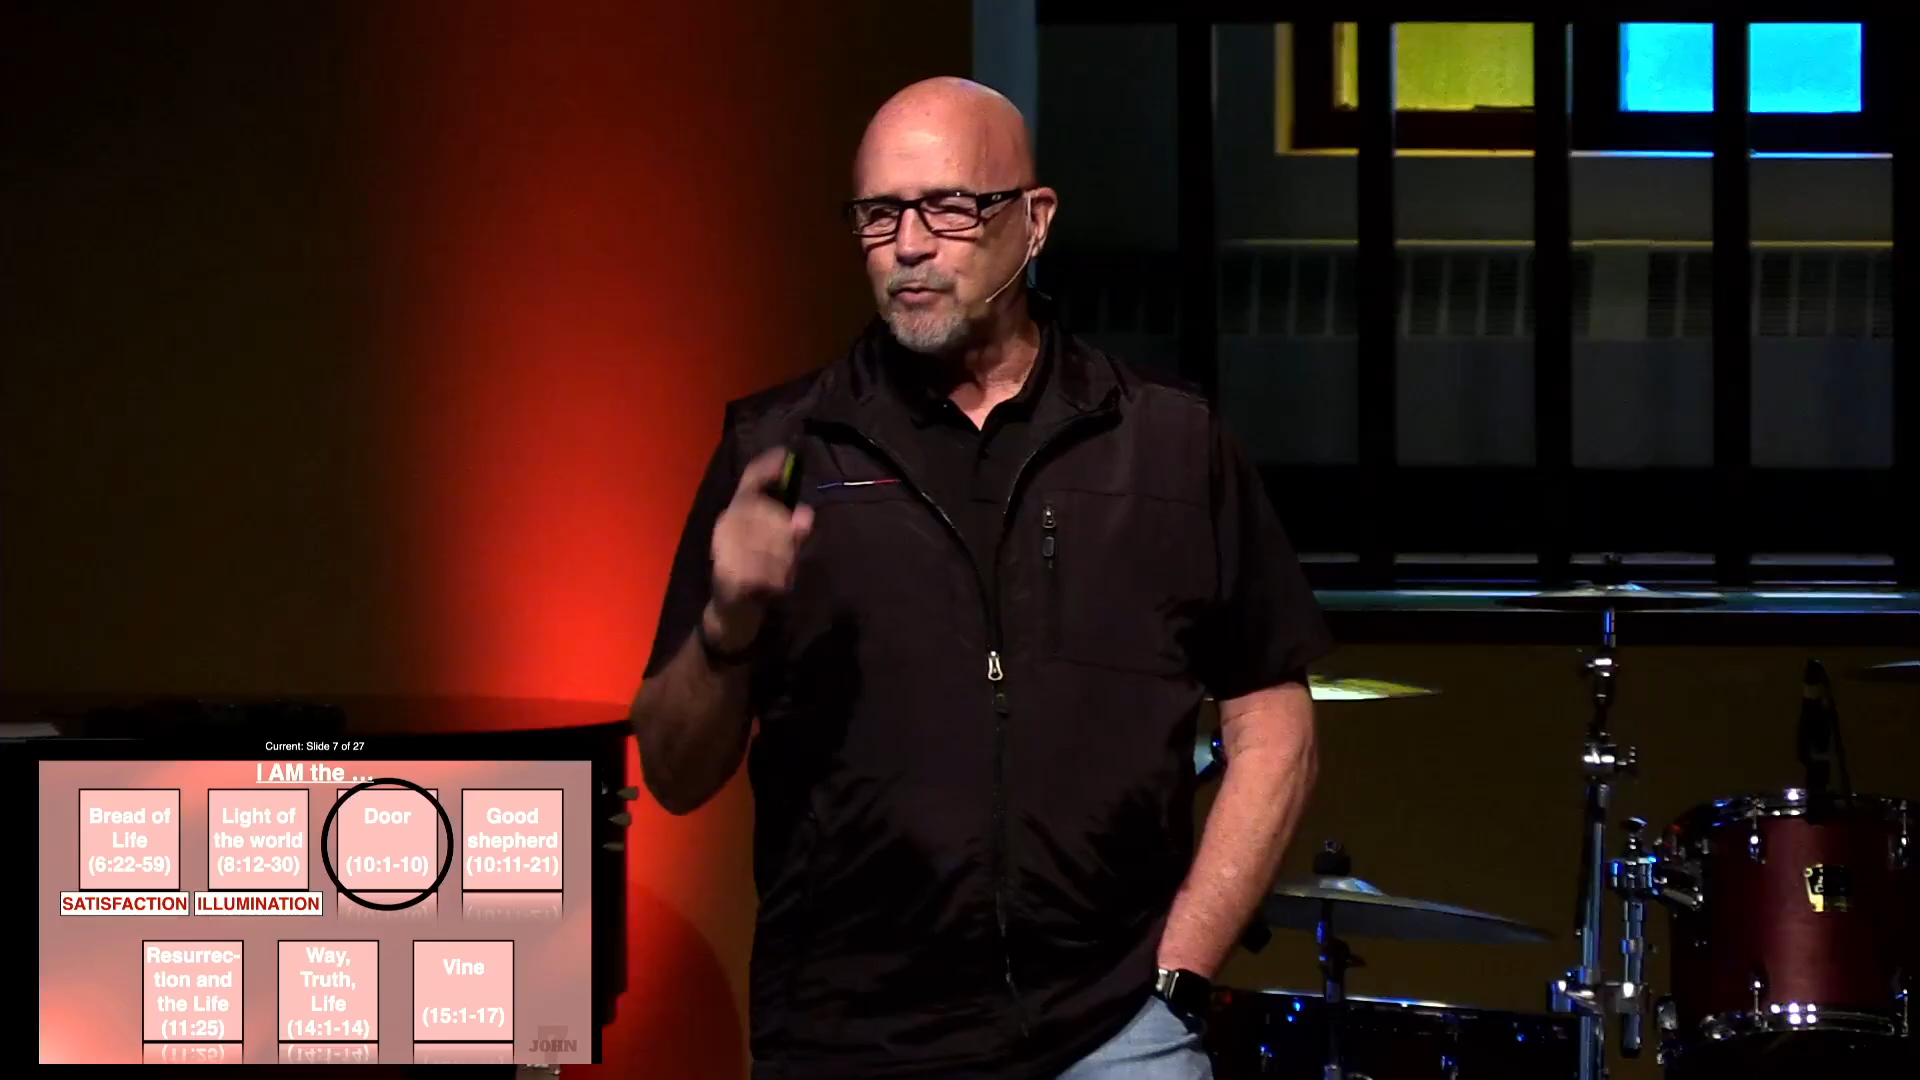 Current: Slide 7 of 27
I AM the ...
Bread of
Life
(6:22-59)
Light of
the world
(8:12-30)
Door
(10:1-10)
Good
shepherd
(10:11-21)
SATISFACTION
ILLUMINATION
Resurrec-
tion and
the Life
(11:25)
Way,
Truth,
Life
(14:1-14)
Vine
(15:1-17)
7
JOHN